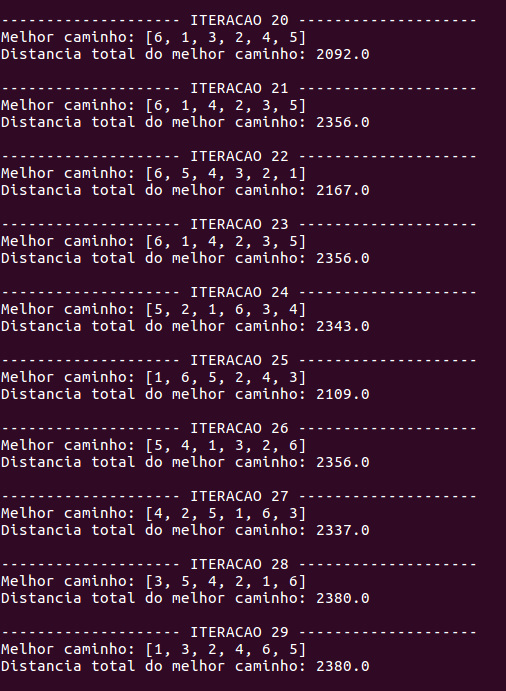 -------------------- ITERACAO 20 --------------------
Melhor caminho: [6, 1, 3, 2, 4, 5]
Distancia total do melhor caminho: 2092.0
-------------------- ITERACAO 21 --------------------
Melhor caminho: [6, 1, 4, 2, 3, 5]
Distancia total do melhor caminho: 2356.0
-------------------- ITERACAO 22 --------------------
Melhor caminho: [6, 5, 4, 3, 2, 1]
Distancia total do melhor caminho: 2167.0
-------------------- ITERACAO 23 --------------------
Melhor caminho: [6, 1, 4, 2, 3, 5]
Distancia total do melhor caminho: 2356.0
-------------------- ITERACAO 24 --------------------
Melhor caminho: [5, 2, 1, 6, 3, 4]
Distancia total do melhor caminho: 2343.0
-------------------- ITERACAO 25 --------------------
Melhor caminho: [1, 6, 5, 2, 4, 3]
Distancia total do melhor caminho: 2109.0
-------------------- ITERACAO 26 --------------------
Melhor caminho: [5, 4, 1, 3, 2, 6]
Distancia total do melhor caminho: 2356.0
-------------------- ITERACAO 27 --------------------
Melhor caminho: [4, 2, 5, 1, 6, 3]
Distancia total do melhor caminho: 2337.0
-------------------- ITERACAO 28 --------------------
Melhor caminho: [3, 5, 4, 2, 1, 6]
Distancia total do melhor caminho: 2380.0
-------------------- ITERACAO 29 --------------------
Melhor caminho: [1, 3, 2, 4, 6, 5]
Distancia total do melhor caminho: 2380.0